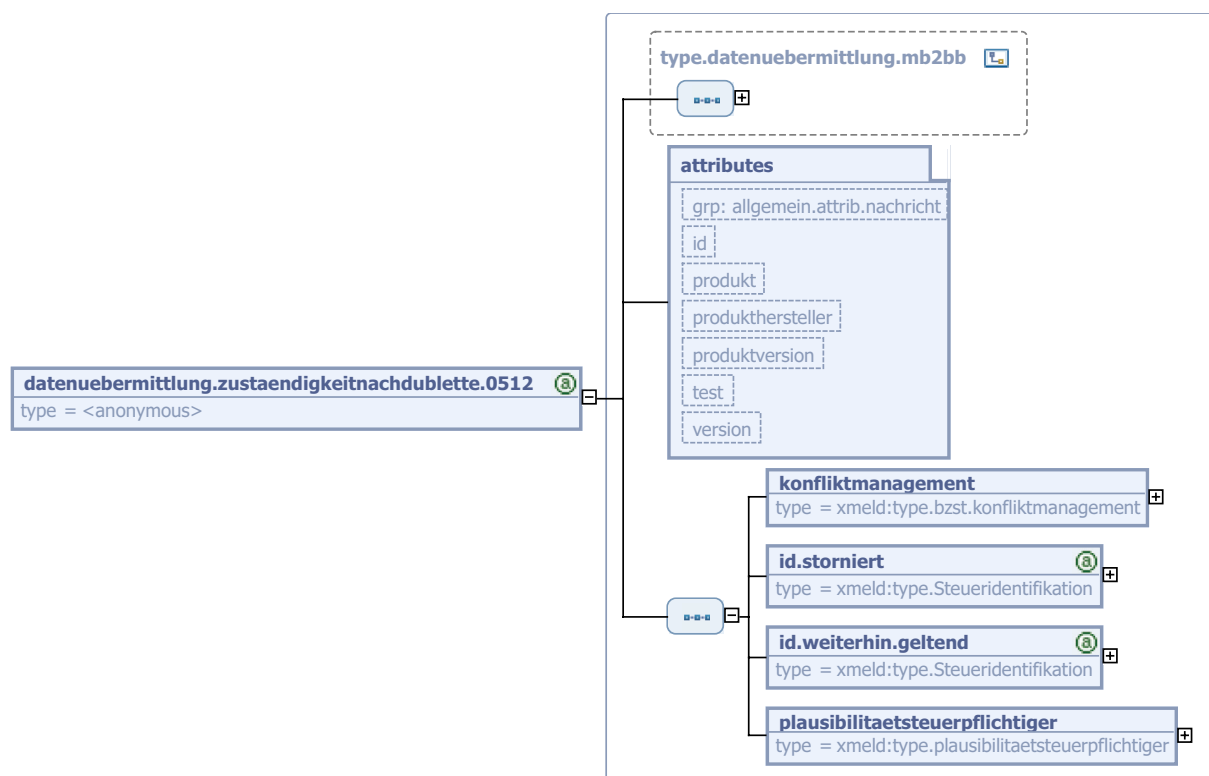 type.datenuebermittlung.mb2bb
attributes
grp: allgemein.attrib.nachricht
id
produkt
produkthersteller
produktversion
test
version
datenuebermittlung.zustaendigkeitnachdublette.0512 a
type = <anonymous>
konfliktmanagement
type = xmeld:type.bzst.konfliktmanagement
id.storniert a
type = xmeld:type.Steueridentifikation
id.weiterhin.geltend a
type = xmeld:type.Steueridentifikation
plausibilitaetsteuerpflichtiger
type = xmeld:type.plausibilitaetsteuerpflichtiger